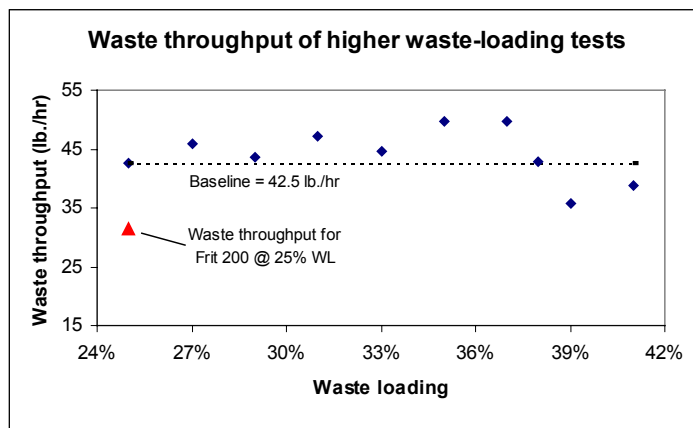 Waste throughput of higher waste-loading tests
Waste throughput (lb./hr)
55
45
35
25
15
Baseline = 42.5 lb./hr
Waste throughput for
Frit 200 @ 25% WL
24%
27%
30%
33%
36%
39%
42%
Waste loading